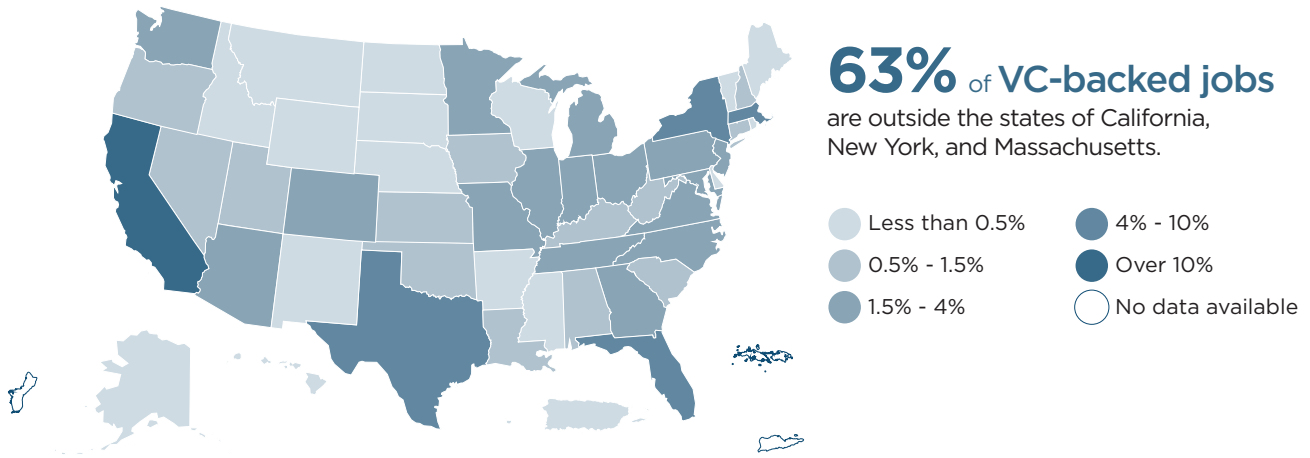 63% of VC-backed jobs
are outside the states of California,
New York, and Massachusetts.
Less than 0.5%
0.5% - 1.5%
1.5% - 4%
4% - 10%
Over 10%
No data available